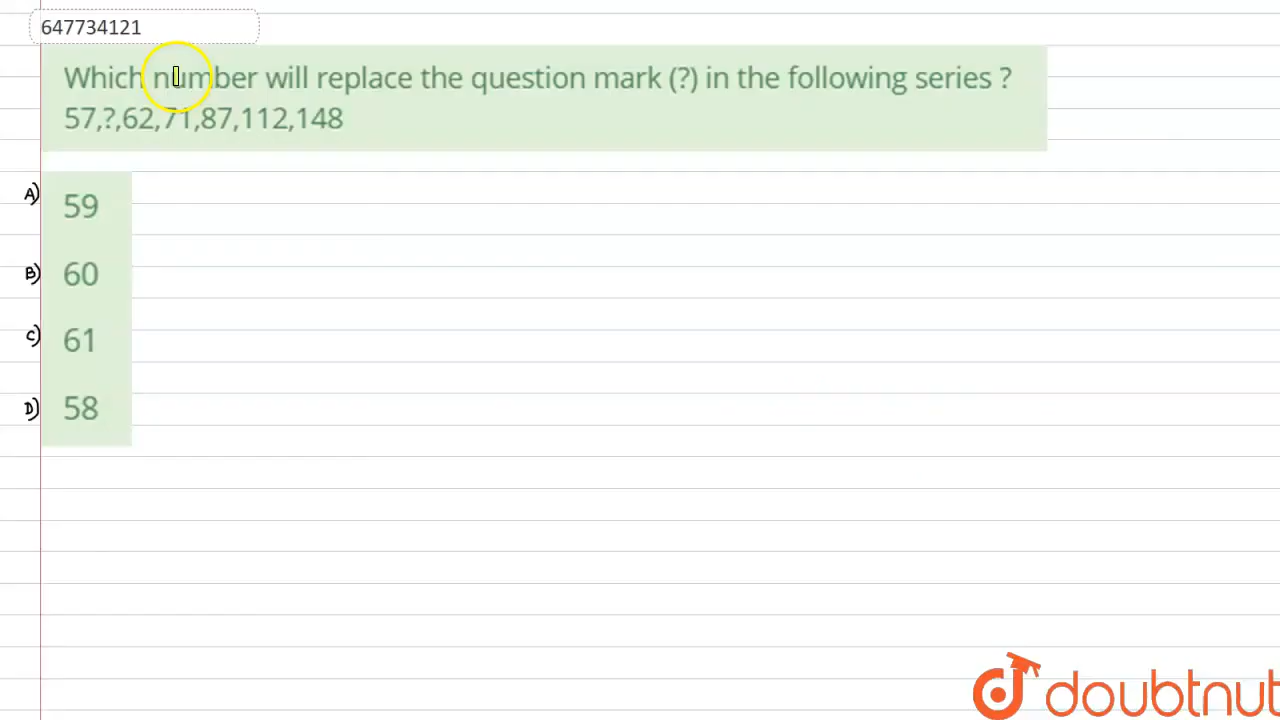 647734121
Which number will replace the question mark (?) in the following series ?
57,?,62,71,87,112,148
A) 59
B) 60
C) 61
D) 58
doubtnut